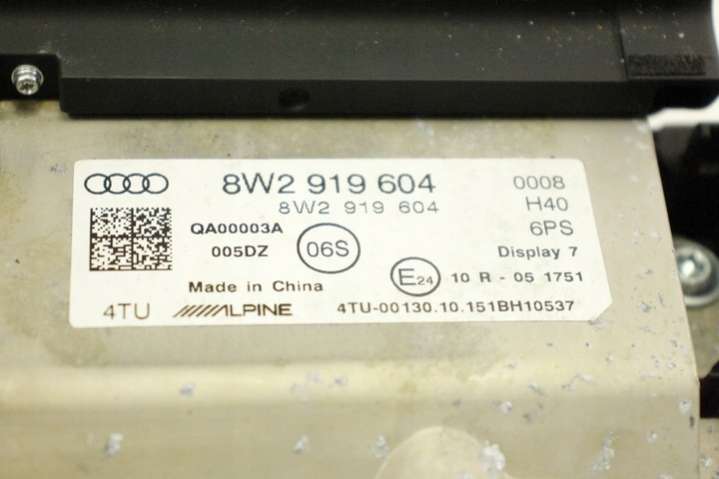 8W2 919 604 0008
8W2 919 604 H40
QA00003A 06S 6PS
005DZ Display 7
Made in China E24 10 R - 05 1751
4TU ALPINE 4TU-00130.10.151BH10537